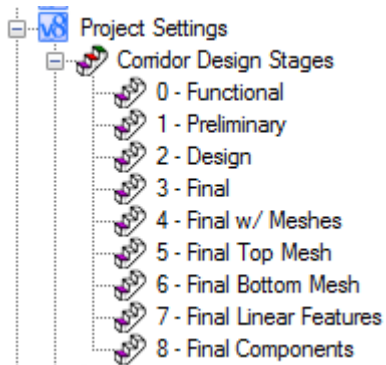 v8 Project Settings
Corridor Design Stages
0 - Functional
1 - Preliminary
2 - Design
3 - Final
4 - Final w/ Meshes
5 - Final Top Mesh
6 - Final Bottom Mesh
7 - Final Linear Features
8 - Final Components